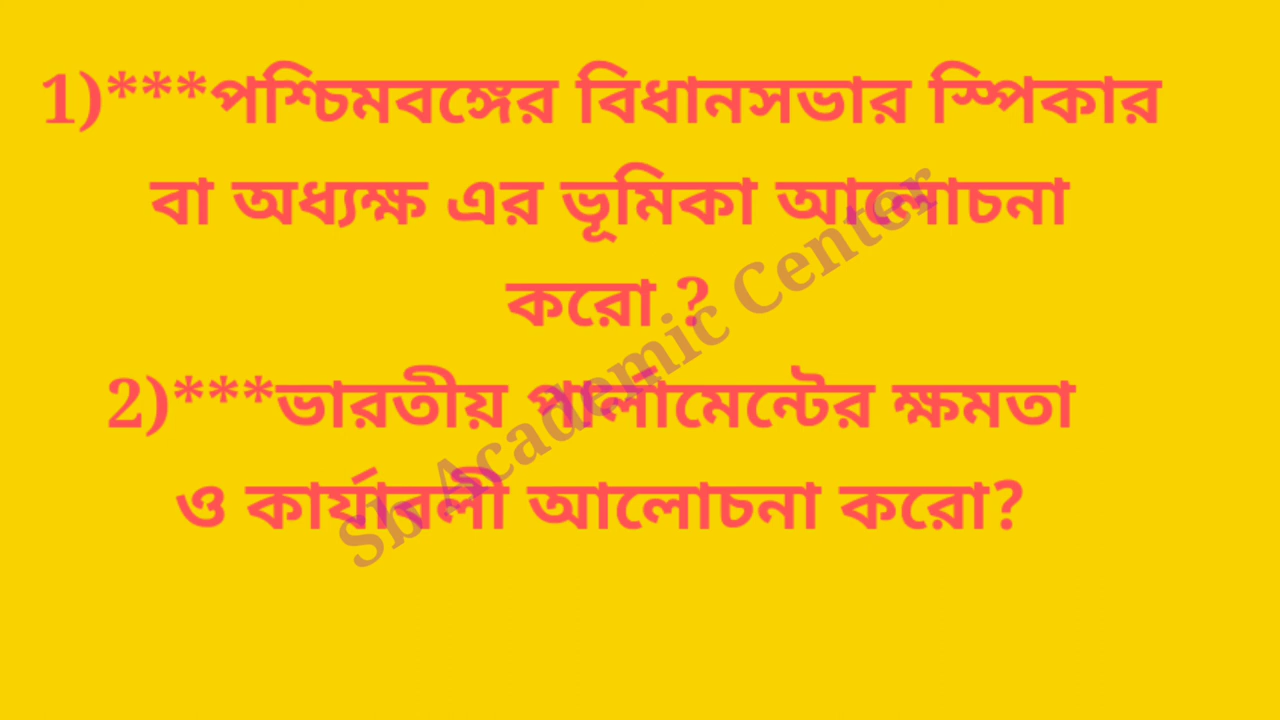 1)***পশ্চিমবঙ্গের বিধানসভার স্পিকার
বা অধ্যক্ষ এর ভূমিকা আলোচনা
করো ?
2)***ভারতীয় পার্লামেন্টের ক্ষমতা
ও কার্যাবলী আলোচনা করো?
Sb Academic Center